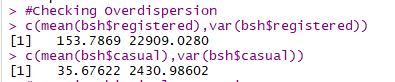 > #Checking Overdispersion
> c(mean(bsh$registered),var(bsh$registered))
[1]   153.7869 22909.0280
> c(mean(bsh$casual),var(bsh$casual))
[1]   35.67622 2430.98602